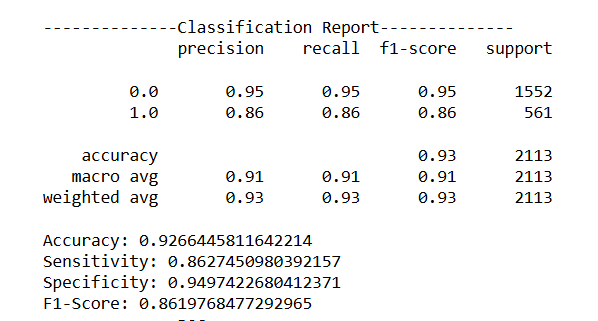 --------------Classification Report--------------
precision recall f1-score support
0.0 0.95 0.95 0.95 1552
1.0 0.86 0.86 0.86 561
accuracy 0.93 2113
macro avg 0.91 0.91 0.91 2113
weighted avg 0.93 0.93 0.93 2113
Accuracy: 0.9266445811642214
Sensitivity: 0.8627450980392157
Specificity: 0.9497422680412371
F1-Score: 0.8619768477292965